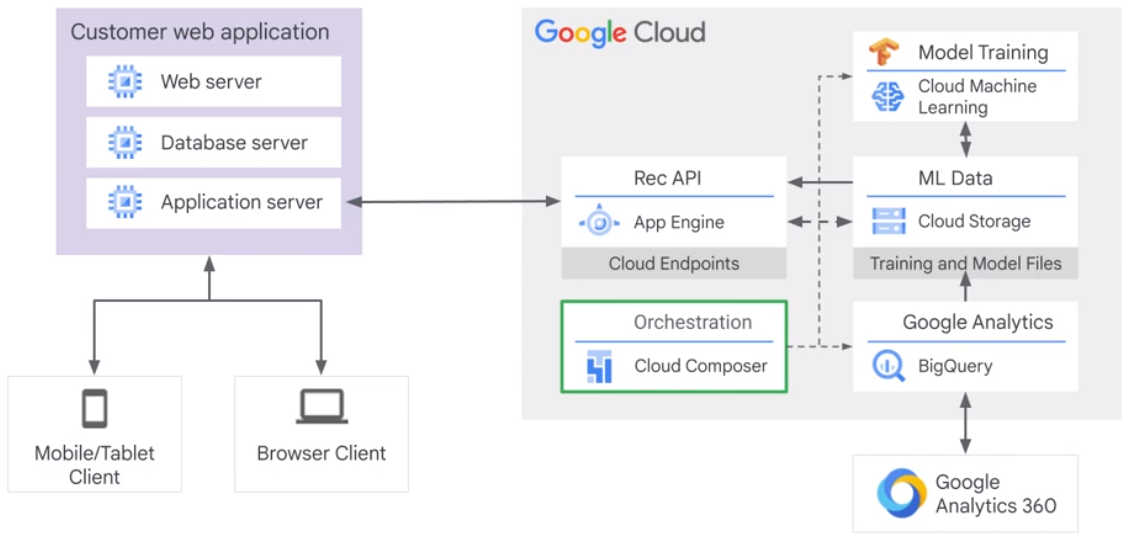 Customer web application
Web server
Database server
Application server
Mobile/Tablet
Client
Browser Client
Google Cloud
Model Training
Cloud Machine
Learning
Rec API
App Engine
Cloud Endpoints
ML Data
Cloud Storage
Training and Model Files
Orchestration
Cloud Composer
Google Analytics
BigQuery
Google
Analytics 360